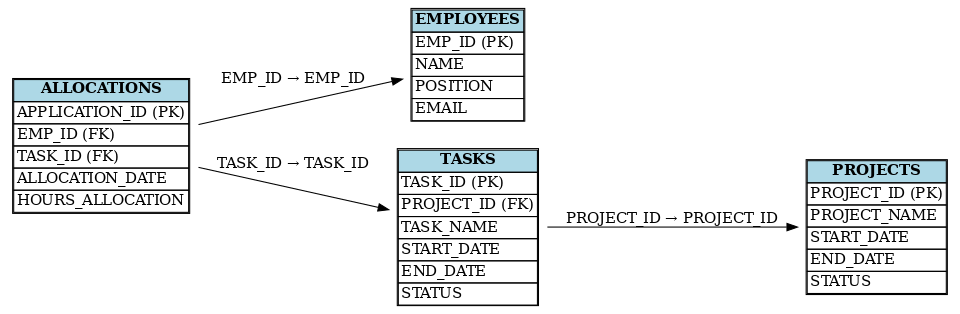 EMPLOYEES
EMP_ID (PK)
NAME
POSITION
EMAIL
ALLOCATIONS
APPLICATION_ID (PK)
EMP_ID (FK)
TASK_ID (FK)
ALLOCATION_DATE
HOURS_ALLOCATION
EMP_ID → EMP_ID
TASK_ID → TASK_ID
TASKS
TASK_ID (PK)
PROJECT_ID (FK)
TASK_NAME
START_DATE
END_DATE
STATUS
PROJECT_ID → PROJECT_ID
PROJECTS
PROJECT_ID (PK)
PROJECT_NAME
START_DATE
END_DATE
STATUS